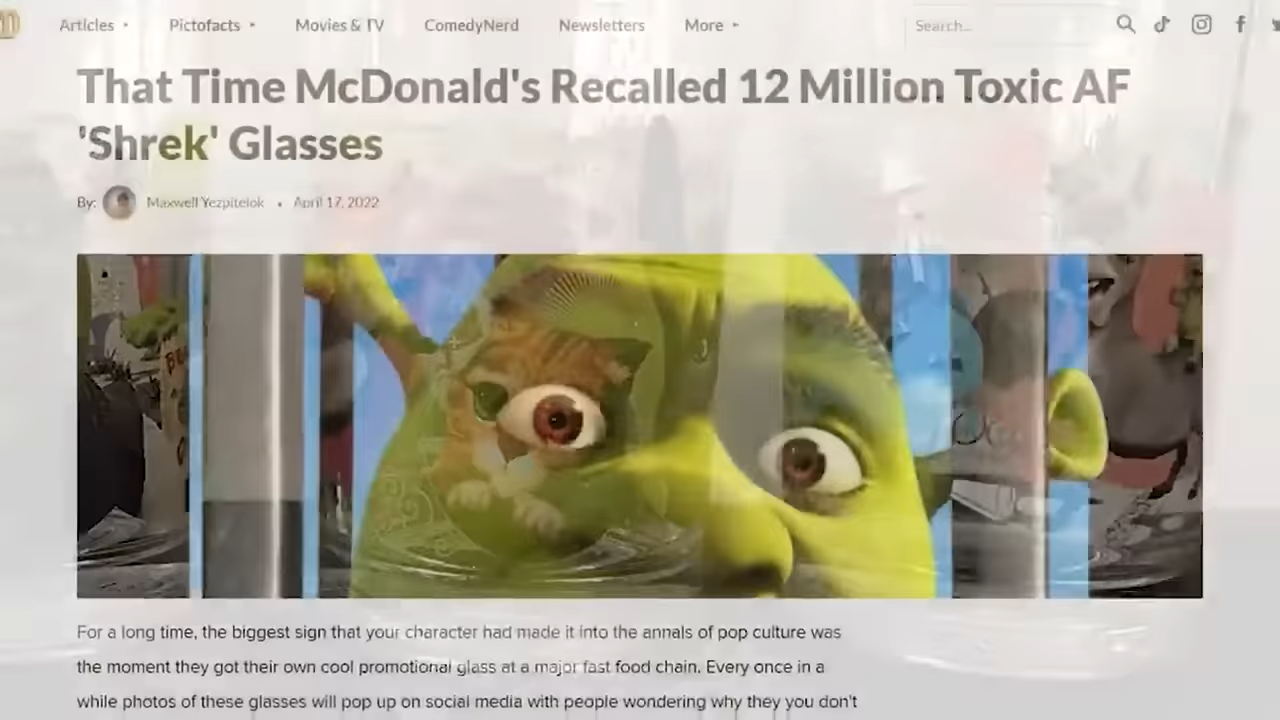 Articles
Pictofacts
Movies & TV
ComedyNerd
Newsletters
More
Search...
That Time McDonald's Recalled 12 Million Toxic AF
'Shrek' Glasses
By: Maxwell Yezpitelok • April 17, 2022
For a long time, the biggest sign that your character had made it into the annals of pop culture was
the moment they got their own cool promotional glass at a major fast food chain. Every once in a
while photos of these glasses will pop up on social media with people wondering why they you don't